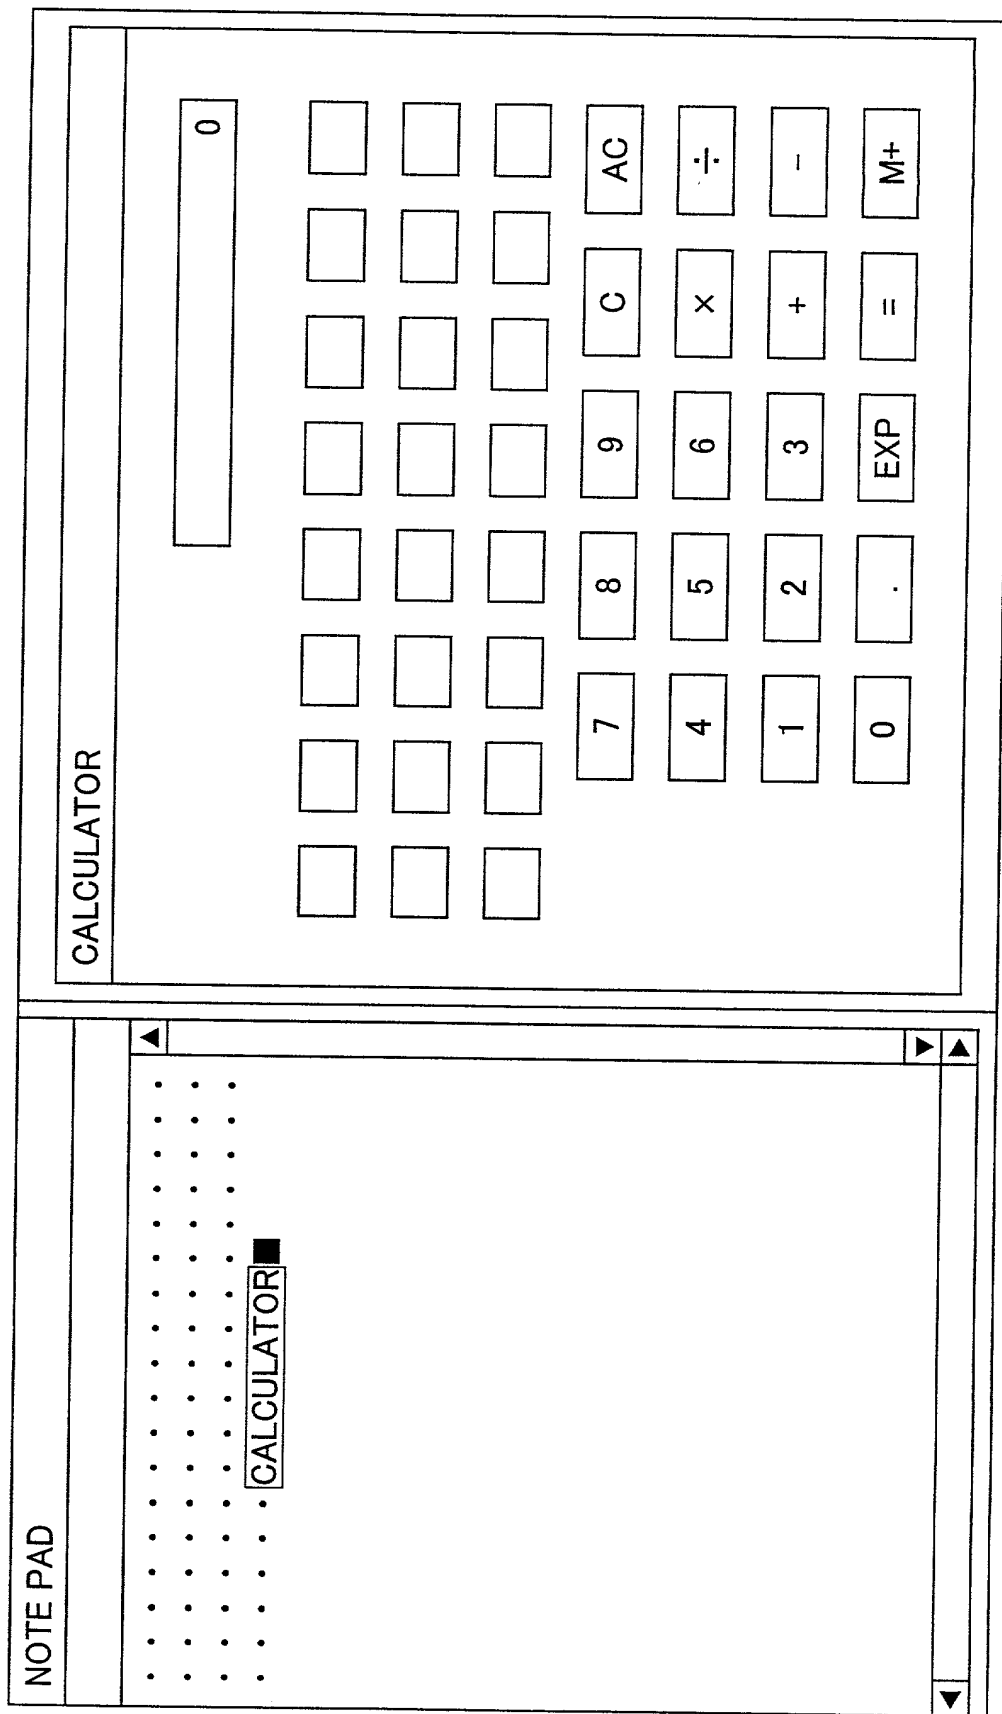 NOTE PAD
CALCULATOR
CALCULATOR
0
7 8 9 C AC
4 5 6 × ÷
1 2 3 + -
0 . EXP = M+